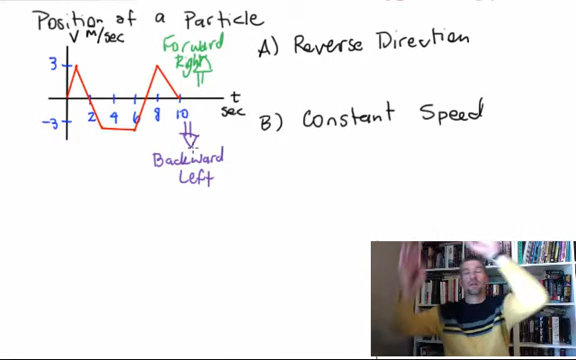 Position of a Particle
V M/sec
Forward
Right
3
-3
2 4 6 8 10
t
sec
Backward
Left
A) Reverse Direction
B) Constant Speed